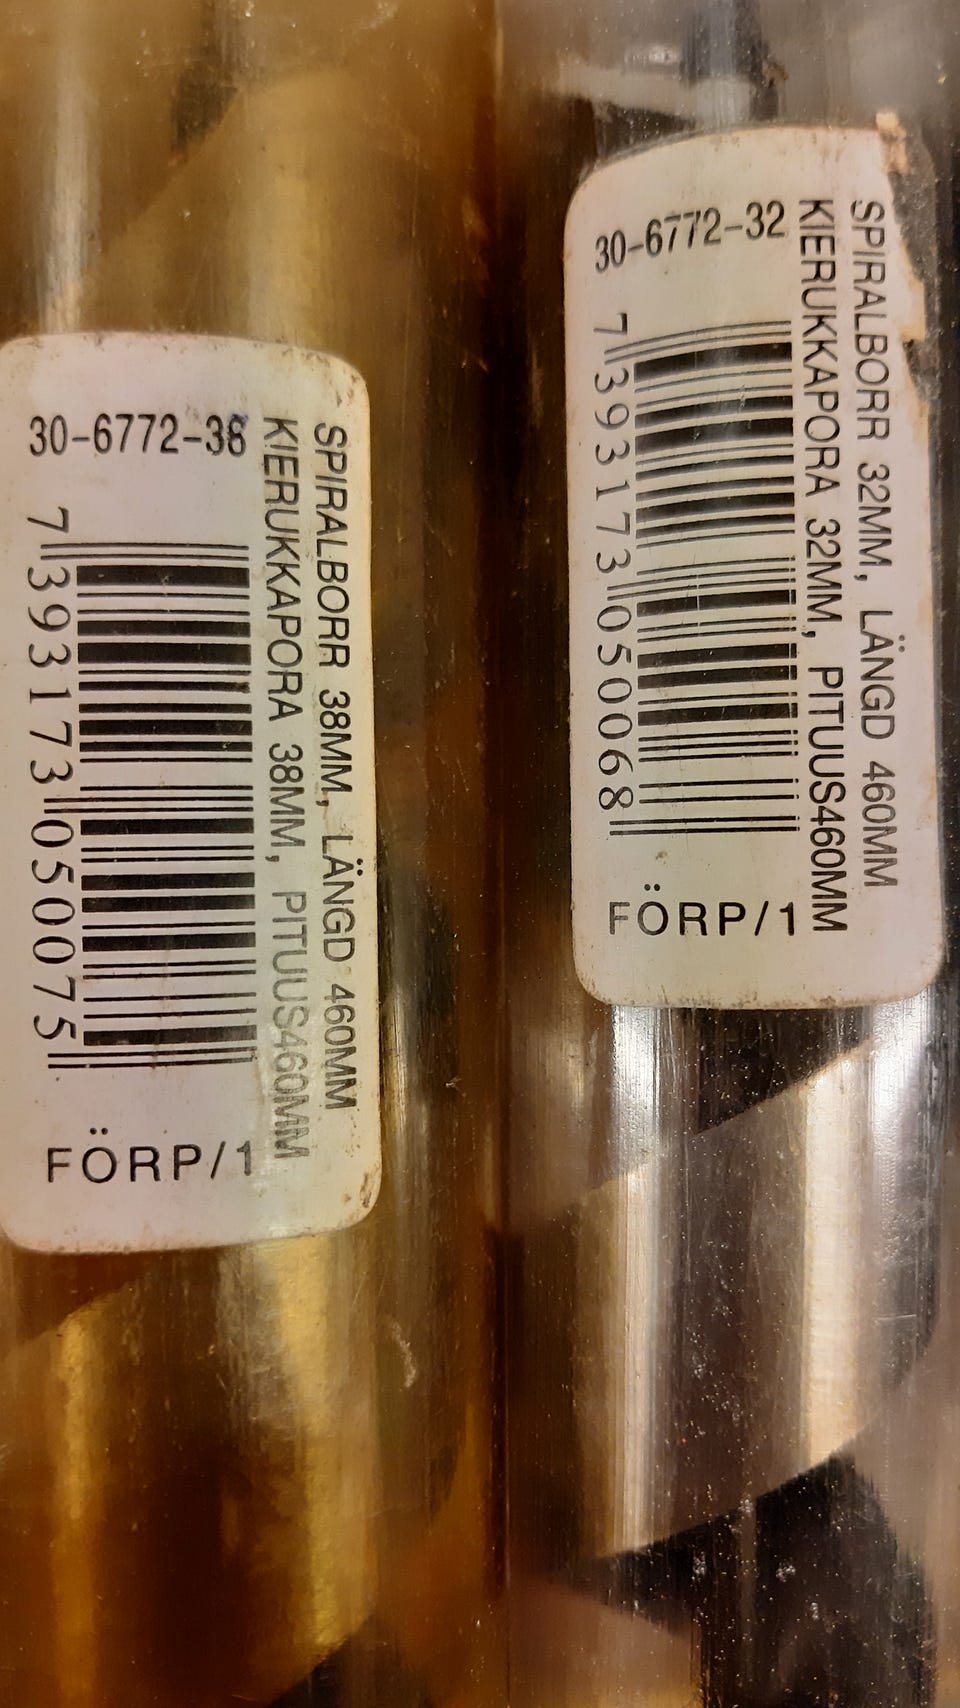 30-6772-38
SPIRALBORR 38MM, LÄNGD 460MM
KIERUKKAPORA 38MM, PITUUS460MM
7 393173 050075
FÖRP/1
30-6772-32
SPIRALBORR 32MM, LÄNGD 460MM
KIERUKKAPORA 32MM, PITUUS460MM
7 393173 050068
FÖRP/1